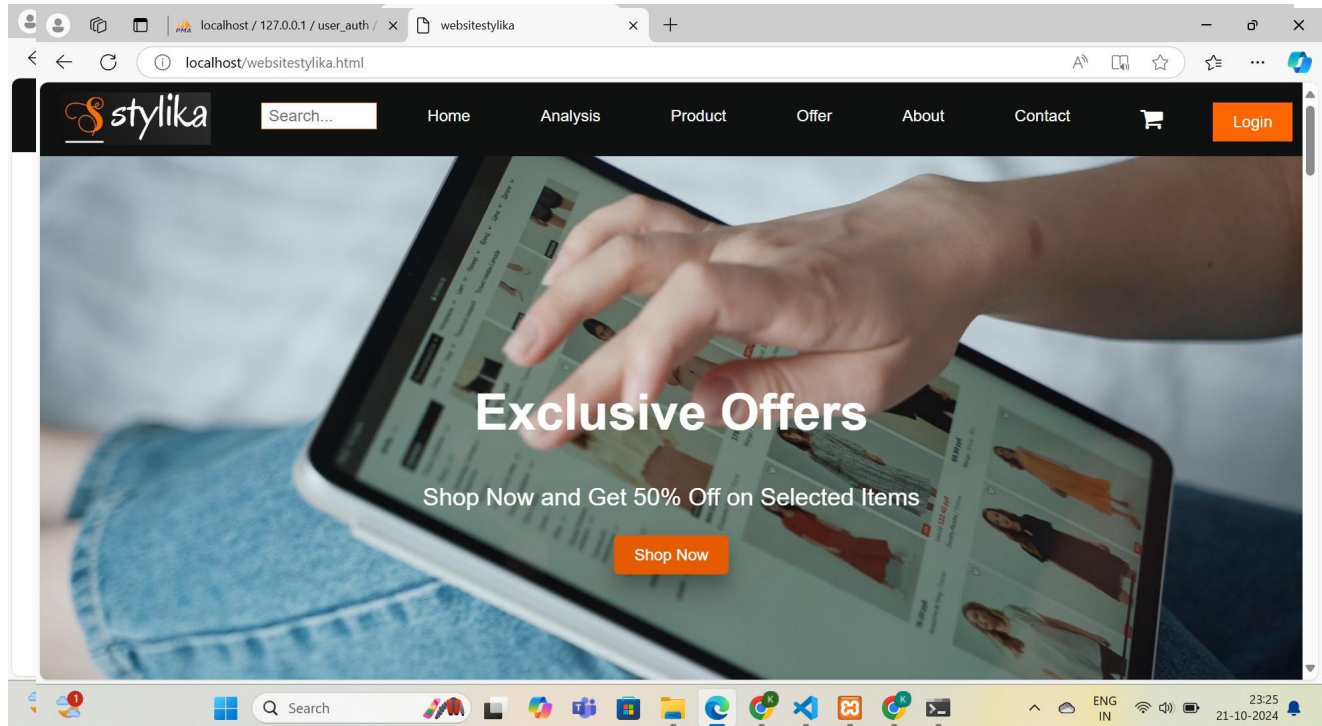 localhost / 127.0.0.1 / user_auth /
websitestylika
localhost/websitestylika.html
stylika
Search...
Home
Analysis
Product
Offer
About
Contact
Login
Exclusive Offers
Shop Now and Get 50% Off on Selected Items
Shop Now
1
Search
ENG
IN
23:25
21-10-2024